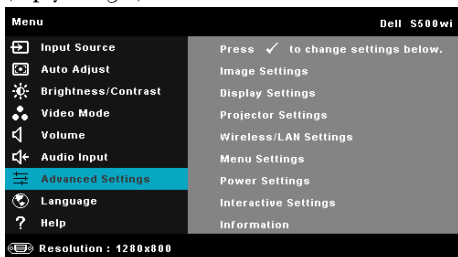 Menu Dell S500wi
Input Source
Auto Adjust
Brightness/Contrast
Video Mode
Volume
Audio Input
Advanced Settings
Language
? Help
Press ✓ to change settings below.
Image Settings
Display Settings
Projector Settings
Wireless/LAN Settings
Menu Settings
Power Settings
Interactive Settings
Information
Resolution : 1280x800